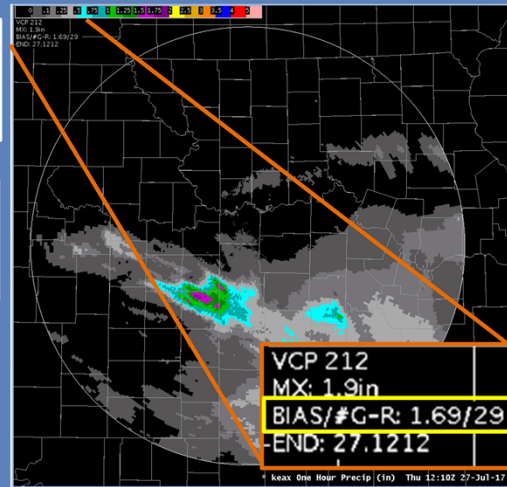 0 .1 .25 .5 .75 1 1.25 1.5 1.75 2 2.5 3 3.5 4 5
VCP 212
MX: 1.9in
BIAS/#G-R: 1.69/29
END: 27.1212
VCP 212
MX: 1.9in
BIAS/#G-R: 1.69/29
END: 27.1212
* keax One Hour Precip (in) Thu 12:10Z 27-Jul-17